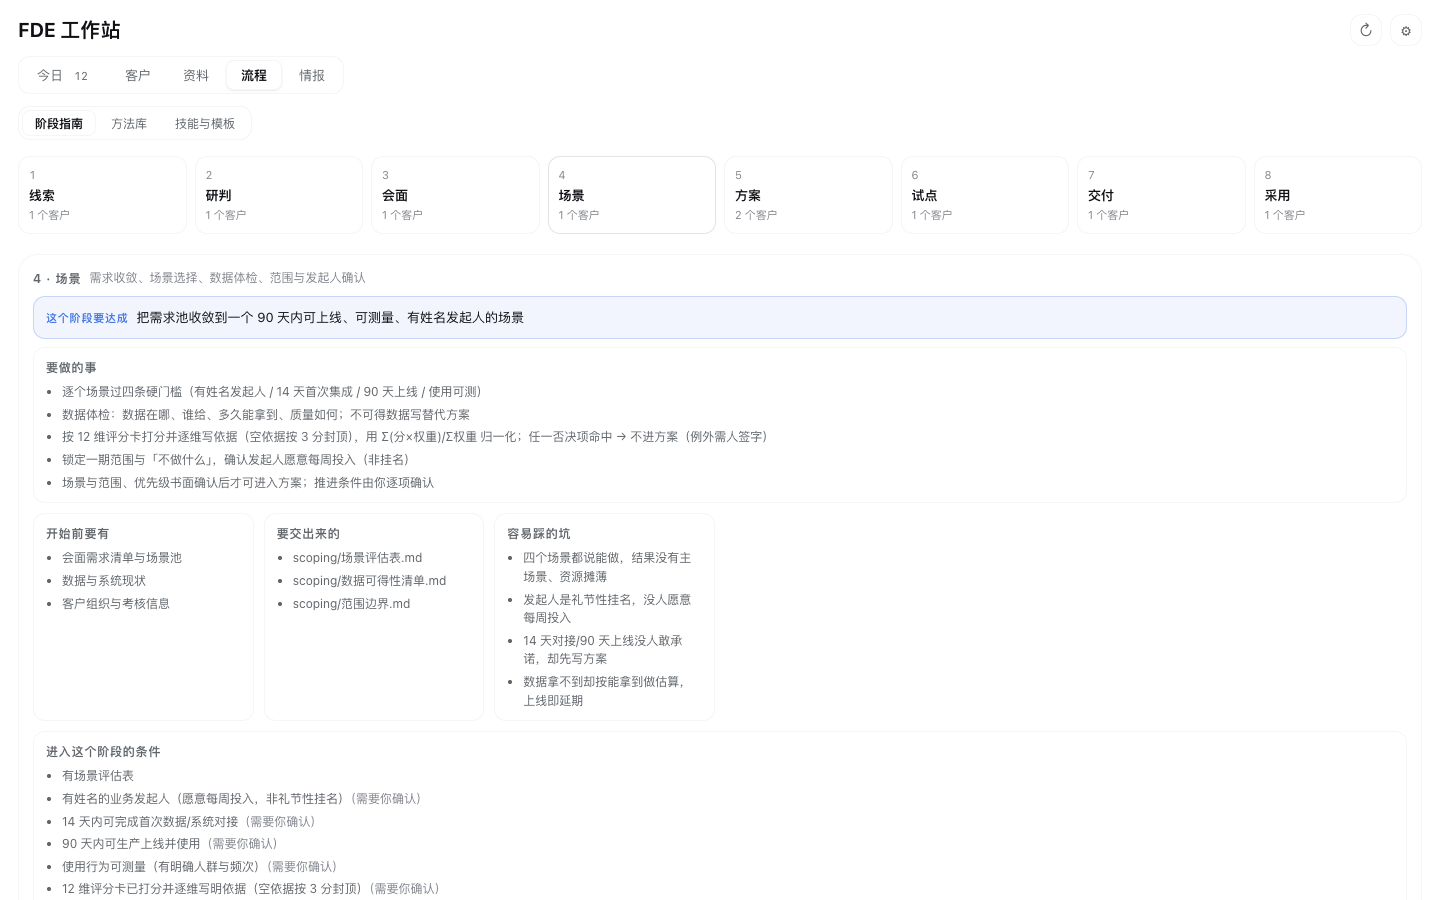 FDE 工作站
今日 12 客户 资料 流程 情报
阶段指南 方法库 技能与模板
1
线索
1 个客户
2
研判
1 个客户
3
会面
1 个客户
4
场景
1 个客户
5
方案
2 个客户
6
试点
1 个客户
7
交付
1 个客户
8
采用
1 个客户
4 · 场景 需求收敛、场景选择、数据体检、范围与发起人确认
这个阶段要达成 把需求池收敛到一个 90 天内可上线、可测量、有姓名发起人的场景
要做的事
• 逐个场景过四条硬门槛（有姓名发起人 / 14 天首次集成 / 90 天上线 / 使用可测）
• 数据体检：数据在哪、谁给、多久能拿到、质量如何；不可得数据写替代方案
• 按 12 维评分卡打分并逐维写依据（空依据按 3 分封顶），用 Σ(分×权重)/Σ权重 归一化；任一否决项命中 → 不进方案（例外需人签字）
• 锁定一期范围与「不做什么」，确认发起人愿意每周投入（非挂名）
• 场景与范围、优先级书面确认后才可进入方案；推进条件由你逐项确认
开始前要有
• 会面需求清单与场景池
• 数据与系统现状
• 客户组织与考核信息
要交出来的
• scoping/场景评估表.md
• scoping/数据可得性清单.md
• scoping/范围边界.md
容易踩的坑
• 四个场景都说能做，结果没有主
场景、资源摊薄
• 发起人是礼节性挂名，没人愿意
每周投入
• 14 天对接/90 天上线没人敢承
诺，却先写方案
• 数据拿不到却按能拿到做估算，
上线即延期
进入这个阶段的条件
• 有场景评估表
• 有姓名的业务发起人（愿意每周投入，非礼节性挂名）（需要你确认）
• 14 天内可完成首次数据/系统对接（需要你确认）
• 90 天内可生产上线并使用（需要你确认）
• 使用行为可测量（有明确人群与频次）（需要你确认）
• 12 维评分卡已打分并逐维写明依据（空依据按 3 分封顶）（需要你确认）